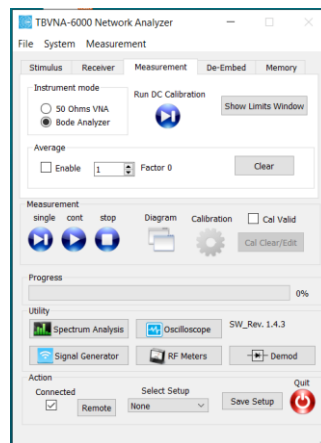 TBVNA-6000 Network Analyzer
File System Measurement
Stimulus Receiver Measurement De-Embed Memory
Instrument mode
Run DC Calibration
50 Ohms VNA
Bode Analyzer
Show Limits Window
Average
Enable 1 Factor 0 Clear
Measurement
single cont stop Diagram Calibration Cal Valid
Cal Clear/Edit
Progress
0%
Utility
Spectrum Analysis Oscilloscope SW_Rev. 1.4.3
Signal Generator RF Meters Demod
Action
Connected Select Setup Quit
Remote None Save Setup